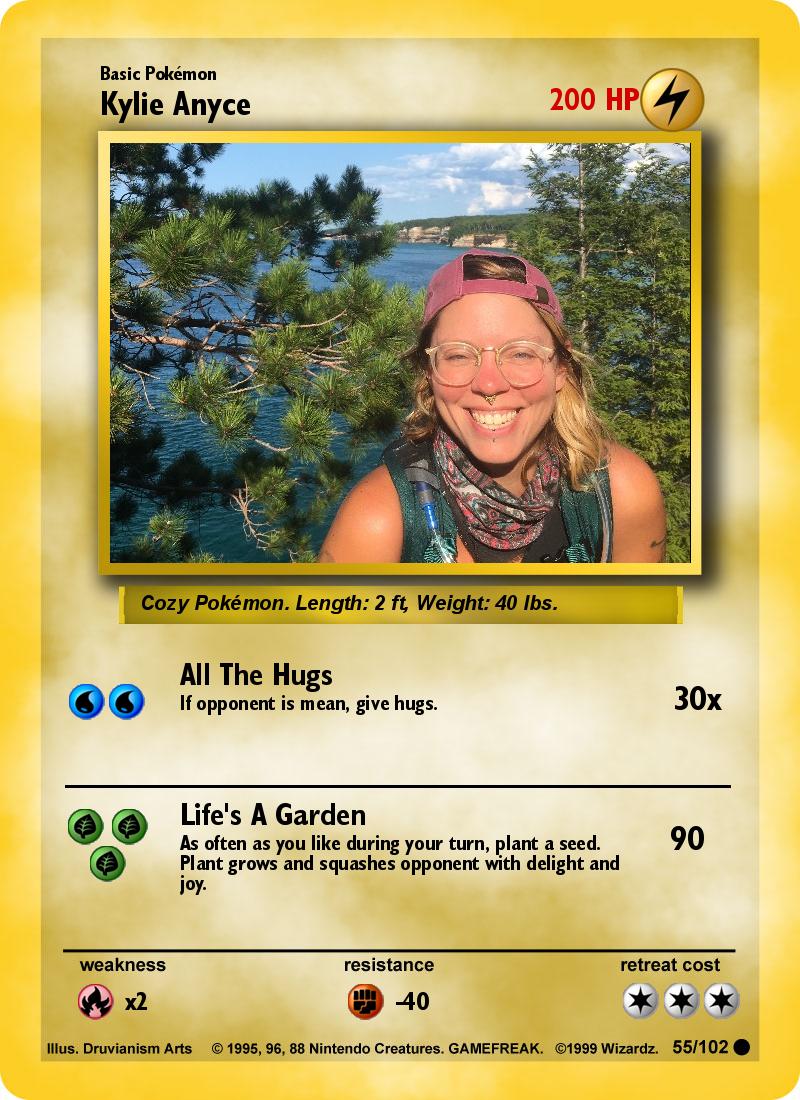 Basic Pokémon
Kylie Anyce
200 HP
Cozy Pokémon. Length: 2 ft, Weight: 40 lbs.
All The Hugs
If opponent is mean, give hugs.
30x
Life's A Garden
As often as you like during your turn, plant a seed.
Plant grows and squashes opponent with delight and
joy.
90
weakness resistance retreat cost
x2 -40
Illus. Druvianism Arts © 1995, 96, 88 Nintendo Creatures. GAMEFREAK. ©1999 Wizardz. 55/102